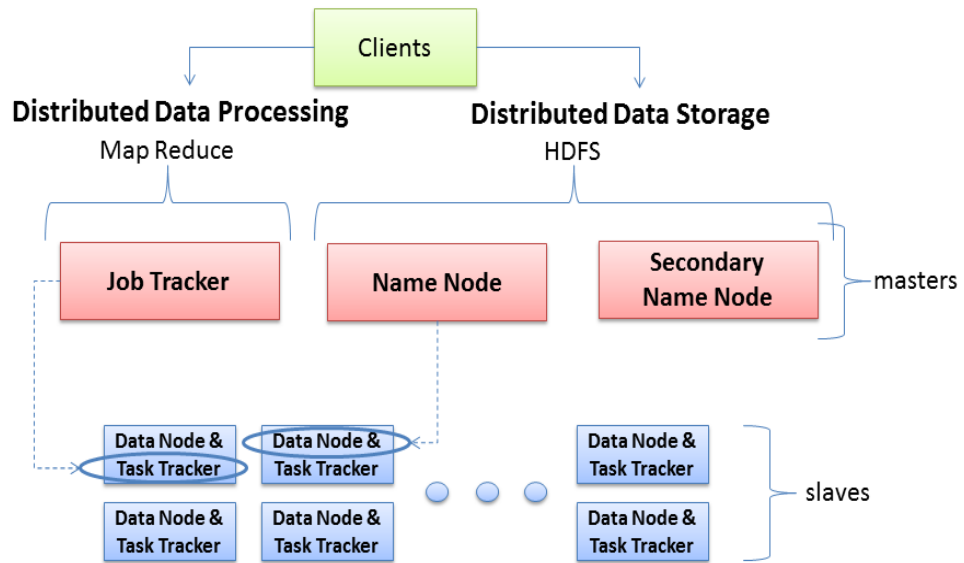 Clients
Distributed Data Processing
Map Reduce
Distributed Data Storage
HDFS
Job Tracker
Name Node
Secondary
Name Node
masters
Data Node &
Task Tracker
Data Node &
Task Tracker
Data Node &
Task Tracker
slaves
Data Node &
Task Tracker
Data Node &
Task Tracker
Data Node &
Task Tracker